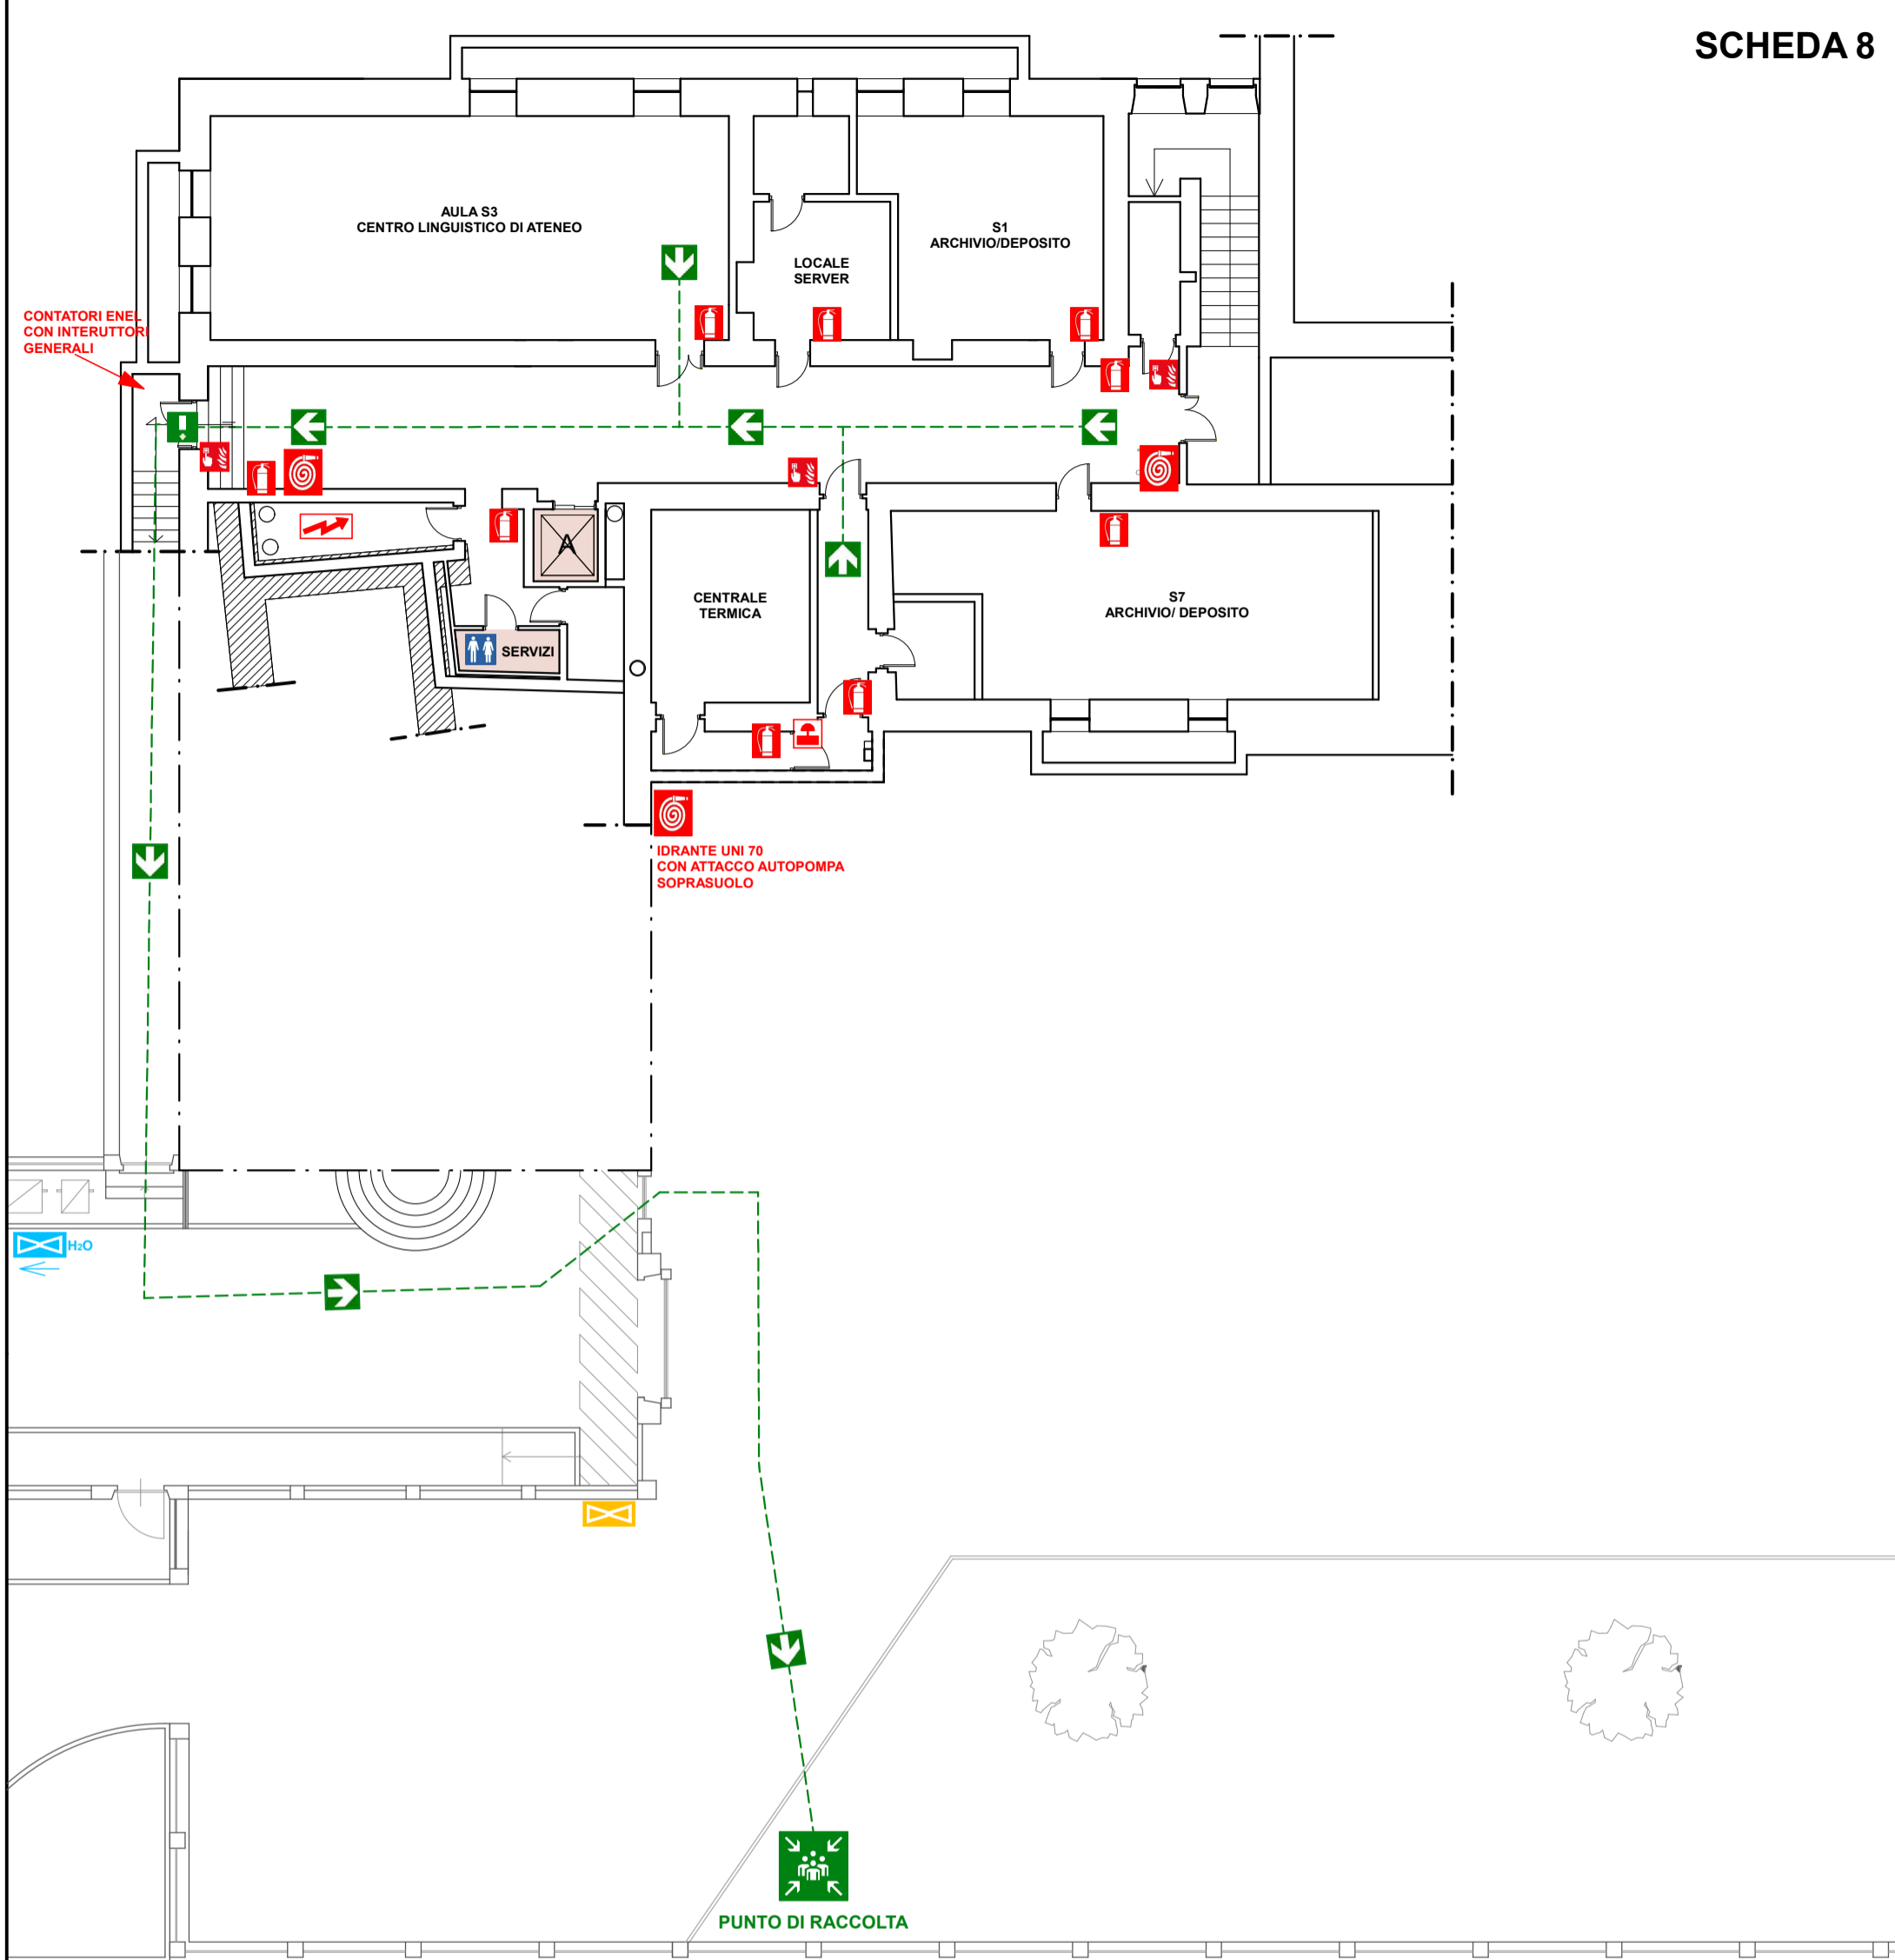 SCHEDA 8
AULA S3
CENTRO LINGUISTICO DI ATENEO
S1
ARCHIVIO/DEPOSITO
LOCALE
SERVER
CONTATORI ENEL
CON INTERUTTORI
GENERALI
A
CENTRALE
TERMICA
S7
ARCHIVIO/ DEPOSITO
SERVIZI
IDRANTE UNI 70
CON ATTACCO AUTOPOMPA
SOPRASUOLO
H2O
PUNTO DI RACCOLTA